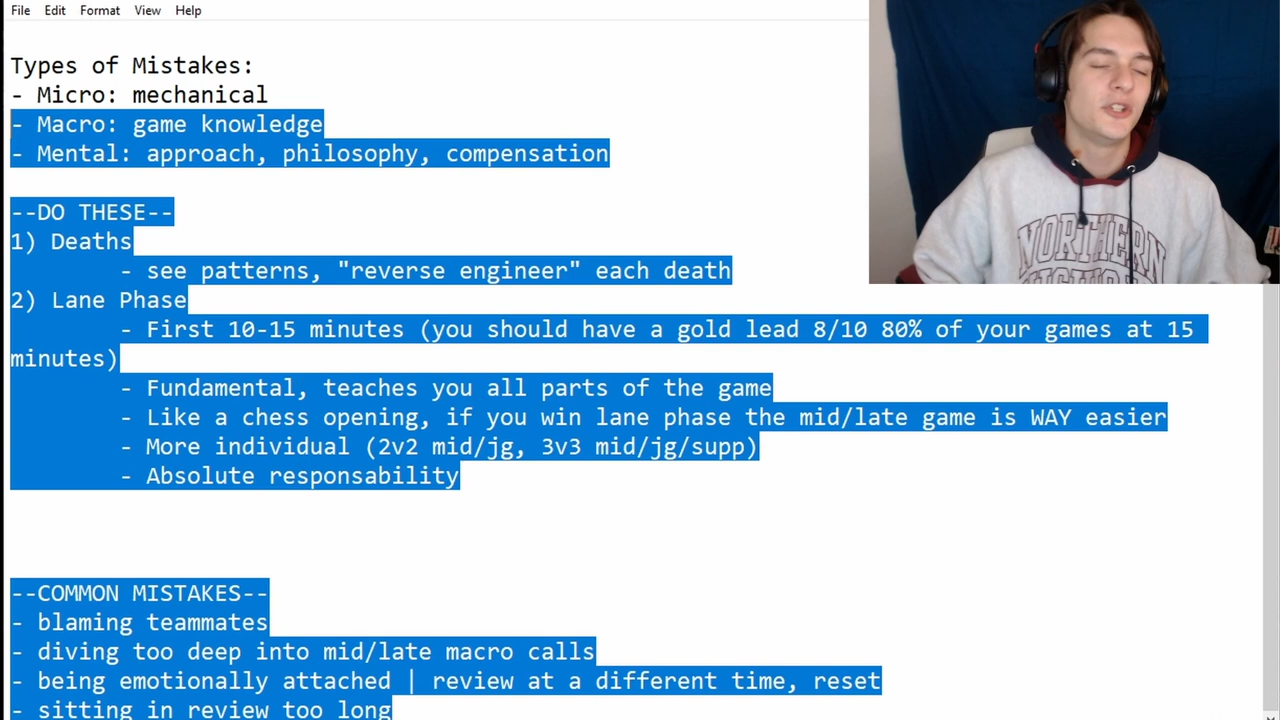 File Edit Format View Help
Types of Mistakes:
- Micro: mechanical
- Macro: game knowledge
- Mental: approach, philosophy, compensation
--DO THESE--
1) Deaths
- see patterns, "reverse engineer" each death
2) Lane Phase
- First 10-15 minutes (you should have a gold lead 8/10 80% of your games at 15
minutes)
- Fundamental, teaches you all parts of the game
- Like a chess opening, if you win lane phase the mid/late game is WAY easier
- More individual (2v2 mid/jg, 3v3 mid/jg/supp)
- Absolute responsability
--COMMON MISTAKES--
- blaming teammates
- diving too deep into mid/late macro calls
- being emotionally attached | review at a different time, reset
- sitting in review too long
NORTHERN